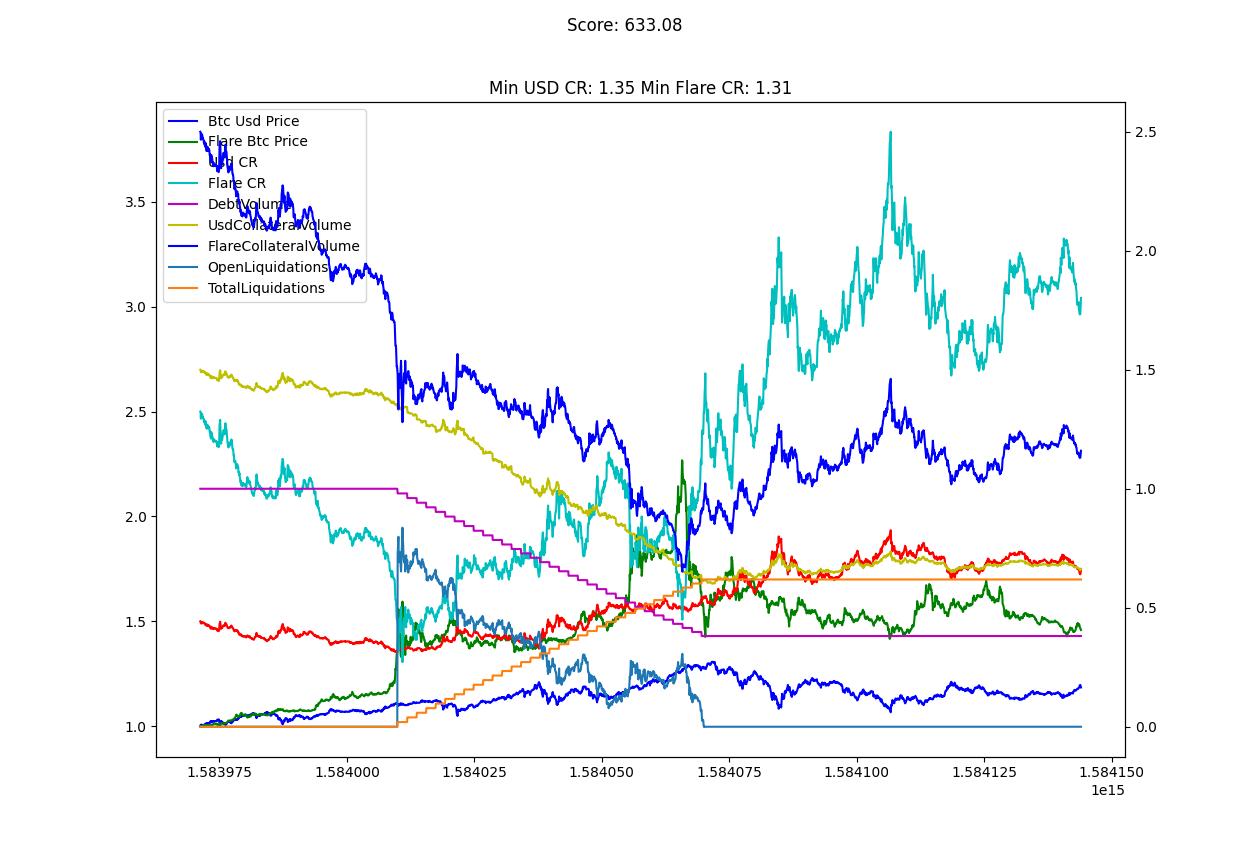 Score: 633.08
Min USD CR: 1.35 Min Flare CR: 1.31
Btc Usd Price
Flare Btc Price
Usd CR
Flare CR
DebtVolume
UsdCollateralVolume
FlareCollateralVolume
OpenLiquidations
TotalLiquidations
3.5
3.0
2.5
2.0
1.5
1.0
2.5
2.0
1.5
1.0
0.5
0.0
1.583975
1.584000
1.584025
1.584050
1.584075
1.584100
1.584125
1.584150
1e15